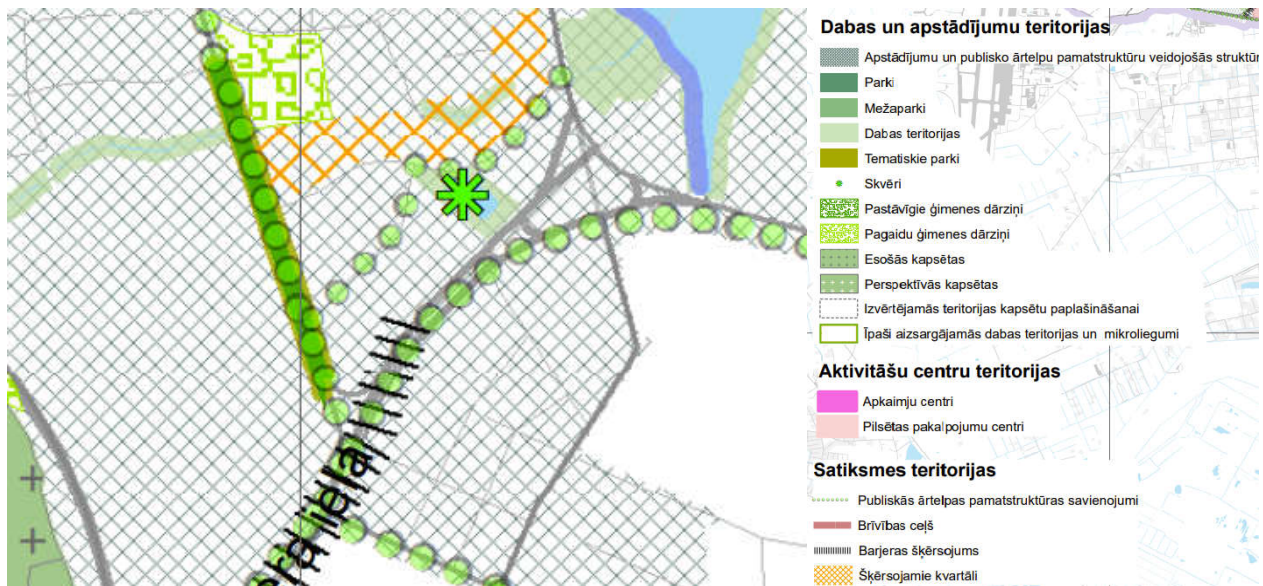 Dabas un apstādījumu teritorijas
Apstādījumu un publisko ārtelpu pamatstruktūru veidojošās
Parki
Mežaparki
Dabas teritorijas
Tematiskie parki
Skvēri
Pastāvīgie ģimenes dārziņi
Pagaidu ģimenes dārziņi
Esošās kapsētas
Perspektīvās kapsētas
Izvērtējamās teritorijas kapsētu paplašināšanai
Īpaši aizsargājamās dabas teritorijas un mikroliegumi
Aktivitāšu centru teritorijas
Apkaimju centri
Pilsētas pakalpojumu centri
Satiksmes teritorijas
Publiskās ārtelpas pamatstruktūras savienojumi
Brīvības ceļš
Barjeras šķērsojums
Šķērsojamie kvartāli
iela